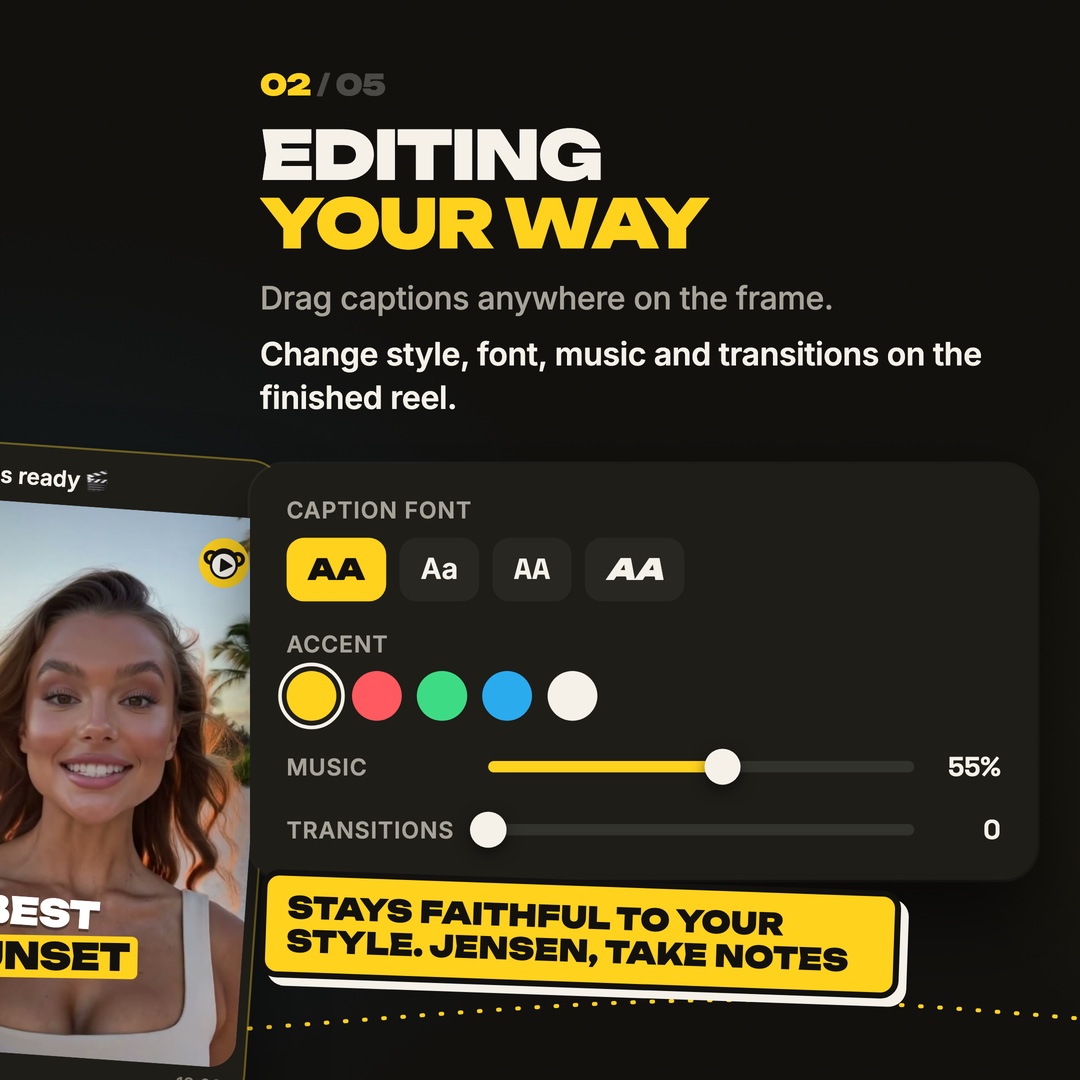 02 / 05
EDITING
YOUR WAY
Drag captions anywhere on the frame.
Change style, font, music and transitions on the
finished reel.
s ready 🎬
CAPTION FONT
AA Aa AA AA
ACCENT
MUSIC 55%
TRANSITIONS 0
BEST
UNSET
STAYS FAITHFUL TO YOUR
STYLE. JENSEN, TAKE NOTES